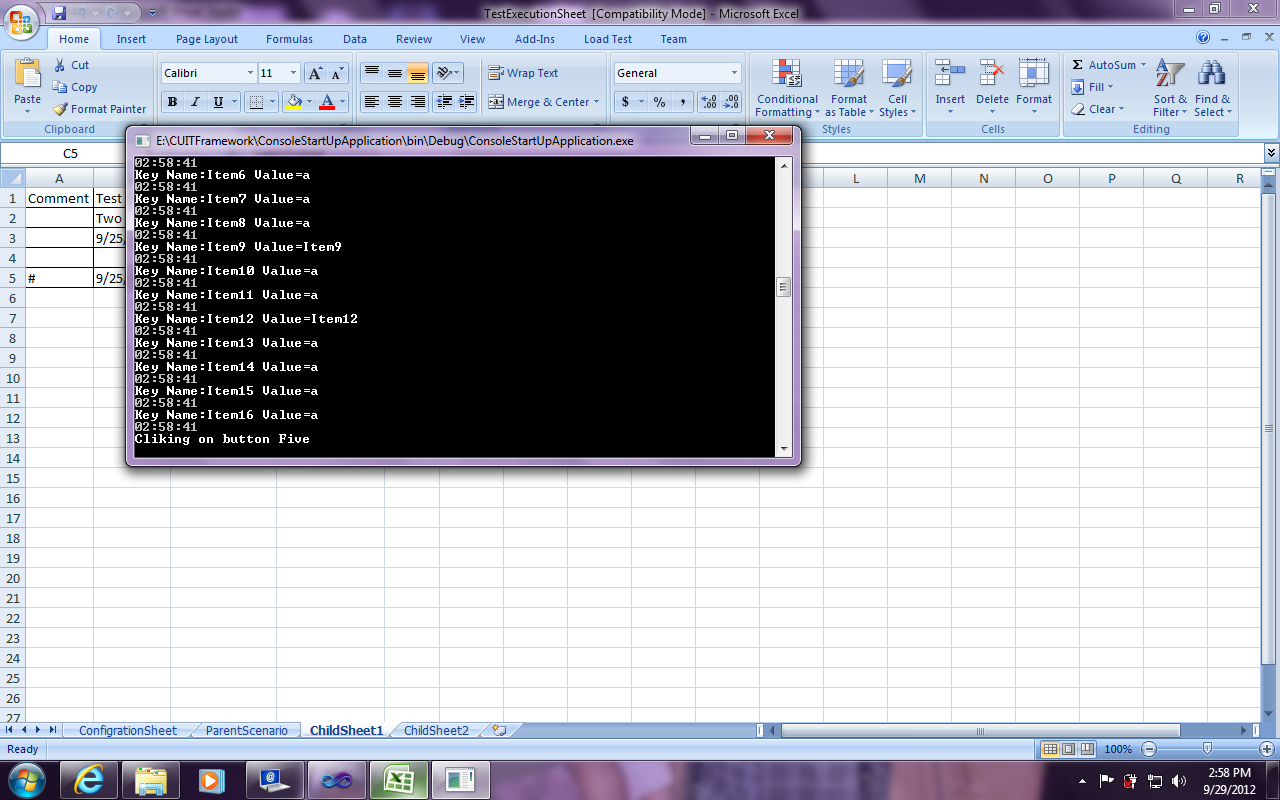 TestExecutionSheet [Compatibility Mode] - Microsoft Excel
Home Insert Page Layout Formulas Data Review View Add-Ins Load Test Team
Cut
Copy
Format Painter
Paste
Clipboard
Calibri 11
B I U
A
Wrap Text
Merge & Center
General
$ % ,
Conditional Formatting
Format as Table
Cell Styles
Styles
Insert Delete Format
Cells
AutoSum
Fill
Clear
Sort & Filter
Find & Select
Editing
C5
E:\CUITFramework\ConsoleStartUpApplication\bin\Debug\ConsoleStartUpApplication.exe
02:58:41
Key Name:Item6 Value=a
02:58:41
Key Name:Item7 Value=a
02:58:41
Key Name:Item8 Value=a
02:58:41
Key Name:Item9 Value=Item9
02:58:41
Key Name:Item10 Value=a
02:58:41
Key Name:Item11 Value=a
02:58:41
Key Name:Item12 Value=Item12
02:58:41
Key Name:Item13 Value=a
02:58:41
Key Name:Item14 Value=a
02:58:41
Key Name:Item15 Value=a
02:58:41
Key Name:Item16 Value=a
02:58:41
Cliking on button Five
A L M N O P Q R
1 Comment Test
2 Two
3 9/25/
4
5 # 9/25/
6
7
8
9
10
11
12
13
14
15
16
17
18
19
20
21
22
23
24
25
26
27
ConfigrationSheet ParentScenario ChildSheet1 ChildSheet2
Ready
100%
2:58 PM
9/29/2012